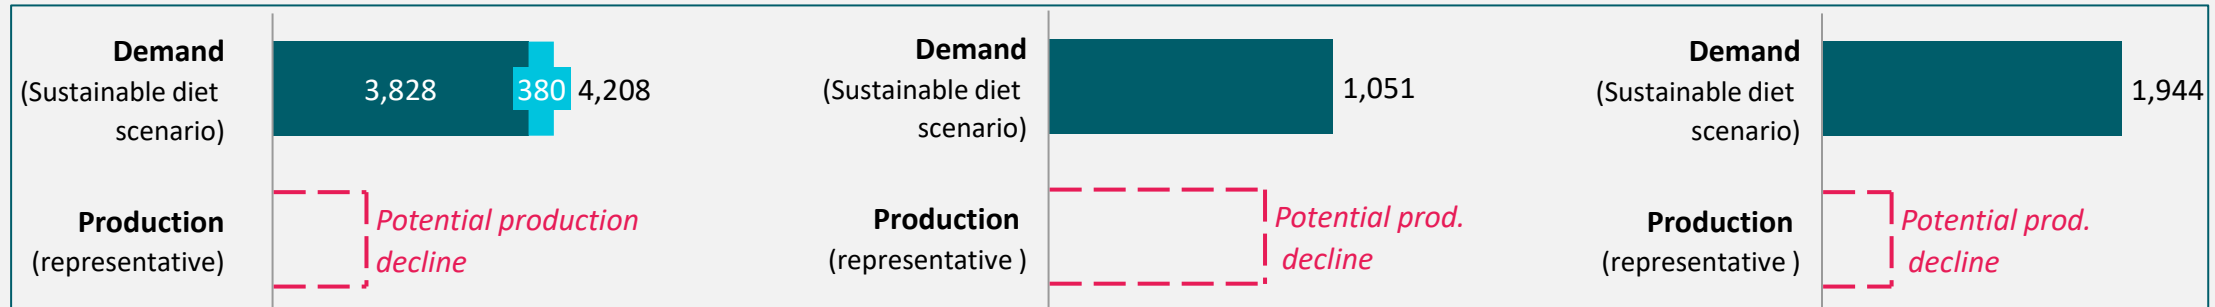 Demand
(Sustainable diet
scenario)
3,828
380
4,208
Production
(representative)
Potential production
decline
Demand
(Sustainable diet
scenario)
1,051
Production
(representative )
Potential prod.
decline
Demand
(Sustainable diet
scenario)
1,944
Production
(representative )
Potential prod.
decline